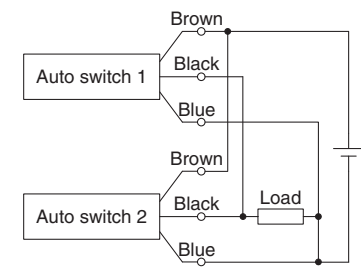 Brown
Auto switch 1
Black
Blue
Brown
Auto switch 2
Black
Load
Blue